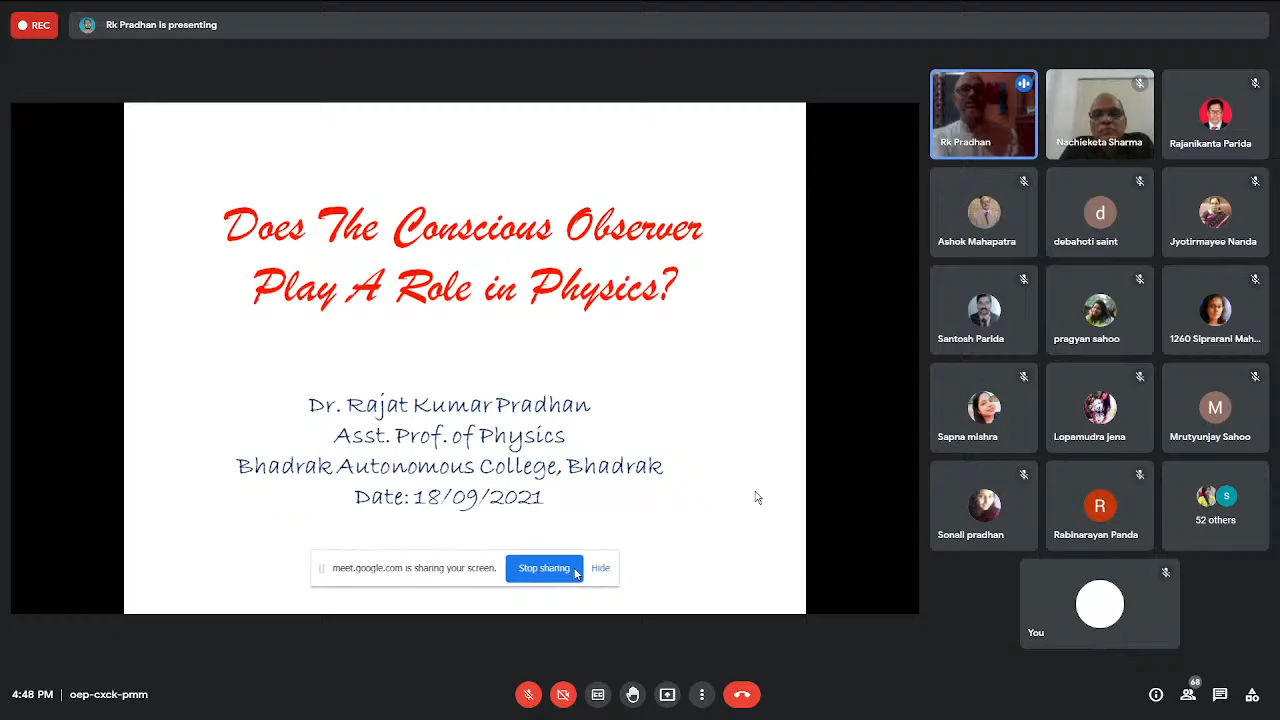 REC
Rk Pradhan is presenting
Does The Conscious Observer
Play A Role in Physics?
Dr. Rajat Kumar Pradhan
Asst. Prof. of Physics
Bhadrak Autonomous College, Bhadrak
Date: 18/09/2021
meet.google.com is sharing your screen.
Stop sharing
Hide
Rk Pradhan
Nachieketa Sharma
Rajanikanta Parida
Ashok Mahapatra
d
debahoti saint
Jyotirmayee Nanda
Santosh Parida
pragyan sahoo
1260 Siprarani Mah...
Sapna mishra
Lopamudra jena
M
Mrutyunjay Sahoo
Sonali pradhan
R
Rabinarayan Panda
s
52 others
You
4:48 PM | oep-cxck-pmm
68